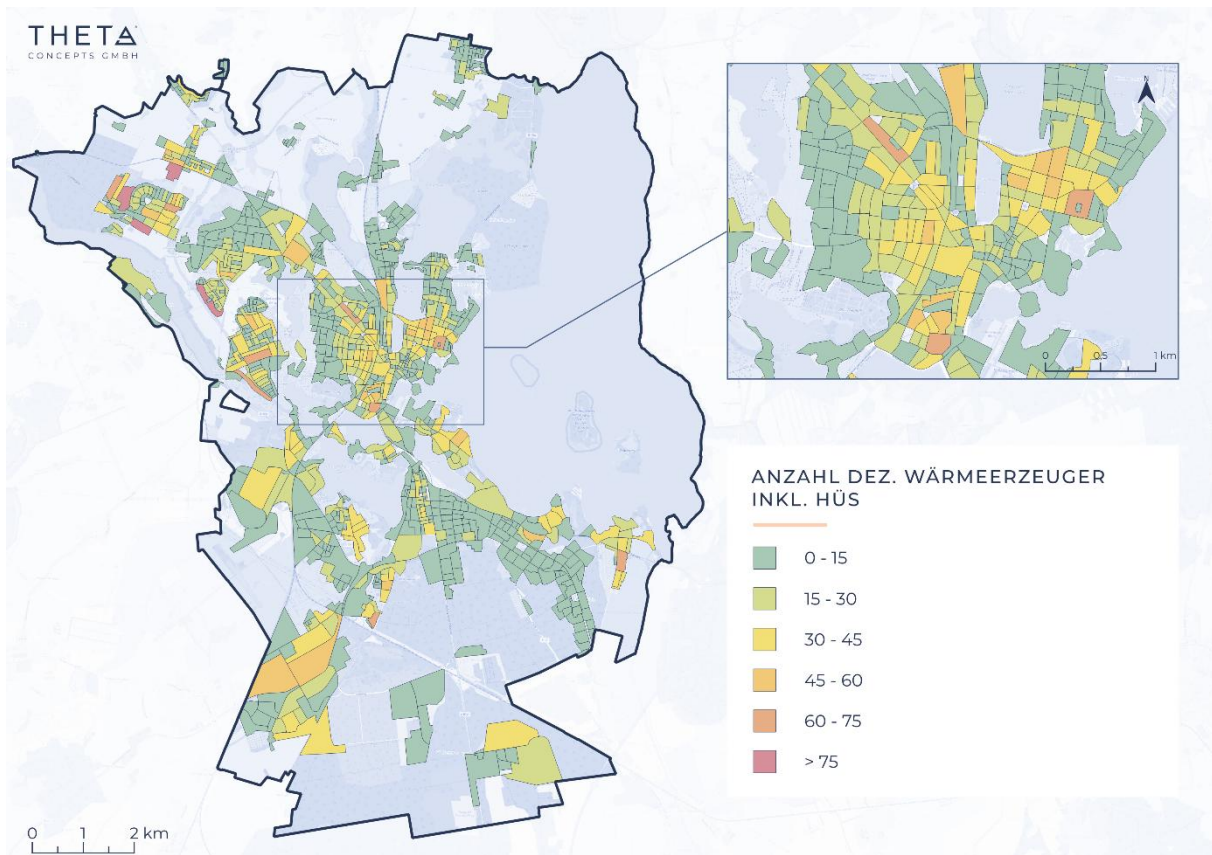 THETA
CONCEPTS GMBH
N
0 0.5 1 km
ANZAHL DEZ. WÄRMEERZEUGER
INKL. HÜS
0 - 15
15 - 30
30 - 45
45 - 60
60 - 75
> 75
0 1 2 km